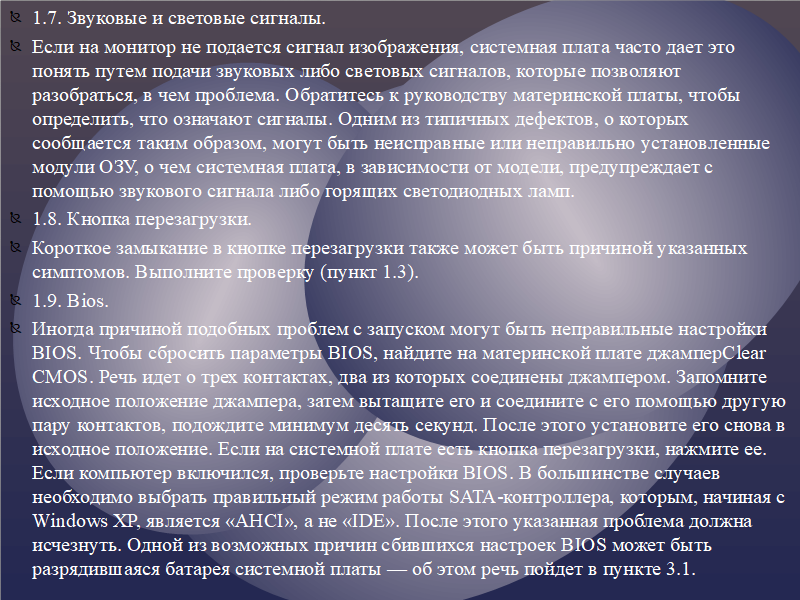 1.7. Звуковые и световые сигналы.
Если на монитор не подается сигнал изображения, системная плата часто дает это
понять путем подачи звуковых либо световых сигналов, которые позволяют
разобраться, в чем проблема. Обратитесь к руководству материнской платы, чтобы
определить, что означают сигналы. Одним из типичных дефектов, о которых
сообщается таким образом, могут быть неисправные или неправильно установленные
модули ОЗУ, о чем системная плата, в зависимости от модели, предупреждает с
помощью звукового сигнала либо горящих светодиодных ламп.
1.8. Кнопка перезагрузки.
Короткое замыкание в кнопке перезагрузки также может быть причиной указанных
симптомов. Выполните проверку (пункт 1.3).
1.9. Bios.
Иногда причиной подобных проблем с запуском могут быть неправильные настройки
BIOS. Чтобы сбросить параметры BIOS, найдите на материнской плате джамперClear
CMOS. Речь идет о трех контактах, два из которых соединены джампером. Запомните
исходное положение джампера, затем вытащите его и соедините с его помощью другую
пару контактов, подождите минимум десять секунд. После этого установите его снова в
исходное положение. Если на системной плате есть кнопка перезагрузки, нажмите ее.
Если компьютер включился, проверьте настройки BIOS. В большинстве случаев
необходимо выбрать правильный режим работы SATA-контроллера, которым, начиная с
Windows XP, является «AHCI», а не «IDE». После этого указанная проблема должна
исчезнуть. Одной из возможных причин сбившихся настроек BIOS может быть
разрядившаяся батарея системной платы — об этом речь пойдет в пункте 3.1.